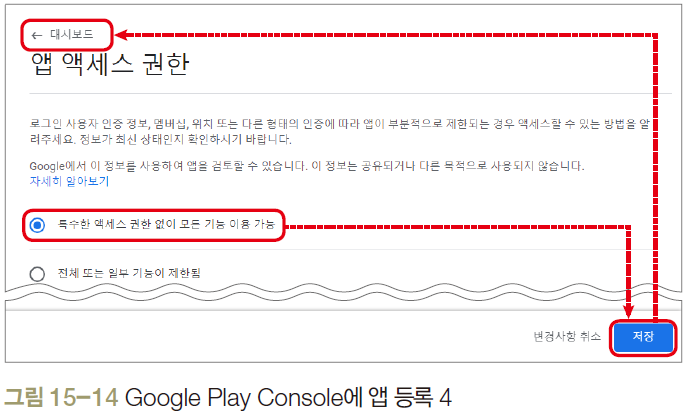 ← 대시보드
앱 액세스 권한
로그인 사용자 인증 정보, 멤버십, 위치 또는 다른 형태의 인증에 따라 앱이 부분적으로 제한되는 경우 액세스할 수 있는 방법을 알
려주세요. 정보가 최신 상태인지 확인하시기 바랍니다.
Google에서 이 정보를 사용하여 앱을 검토할 수 있습니다. 이 정보는 공유되거나 다른 목적으로 사용되지 않습니다.
자세히 알아보기
특수한 액세스 권한 없이 모든 기능 이용 가능
전체 또는 일부 기능이 제한됨
변경사항 취소 저장
그림 15-14 Google Play Console에 앱 등록 4